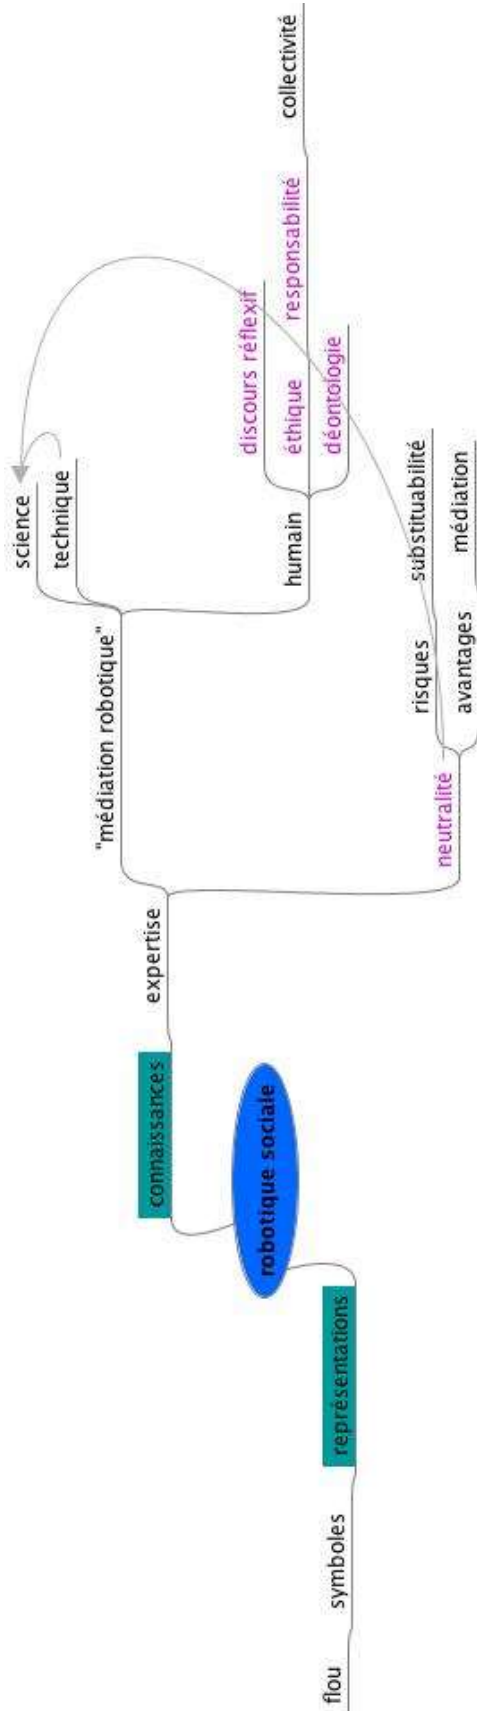 flou
symboles
représentations
robotique sociale
connaissances
expertise
"médiation robotique"
science
technique
humain
discours réflexif
éthique
responsabilité
collectivité
déontologie
neutralité
risques
substituabilité
avantages
médiation